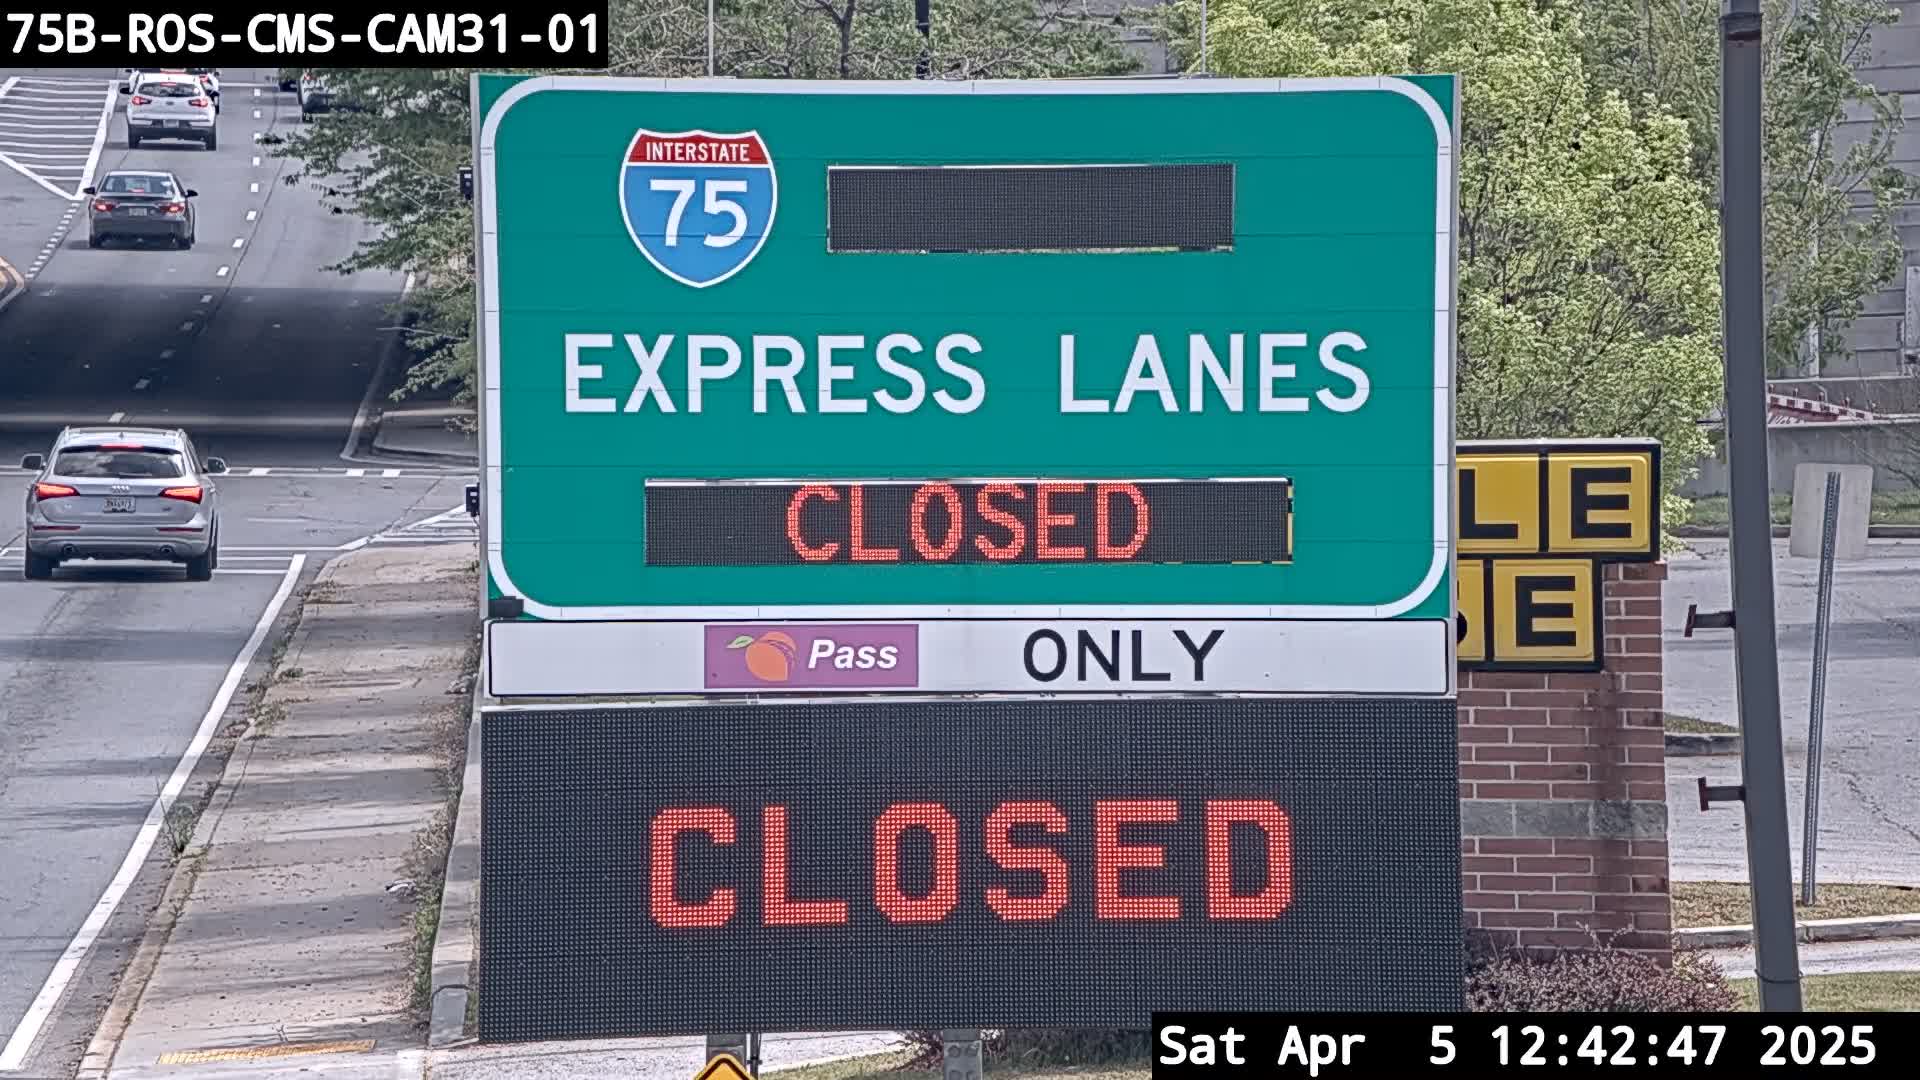 75B-ROS-CMS-CAM31-01
INTERSTATE
75
EXPRESS LANES
CLOSED
Pass ONLY
CLOSED
LE
E
Sat Apr 5 12:42:47 2025